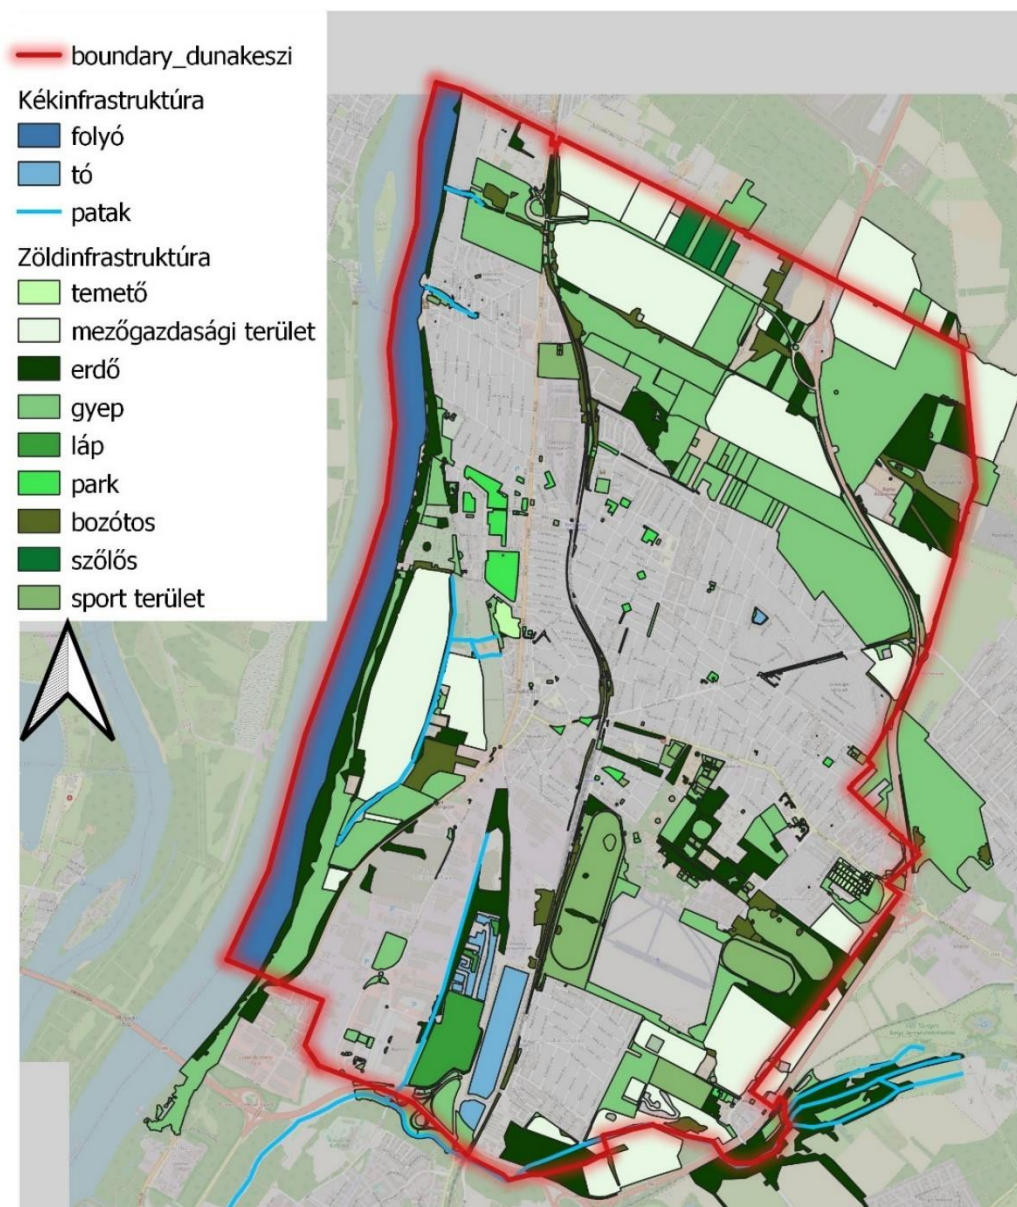 boundary_dunakeszi
Kékinfrastruktúra
folyó
tó
patak
Zöldinfrastruktúra
temető
mezőgazdasági terület
erdő
gyep
láp
park
bozótos
szőlős
sport terület